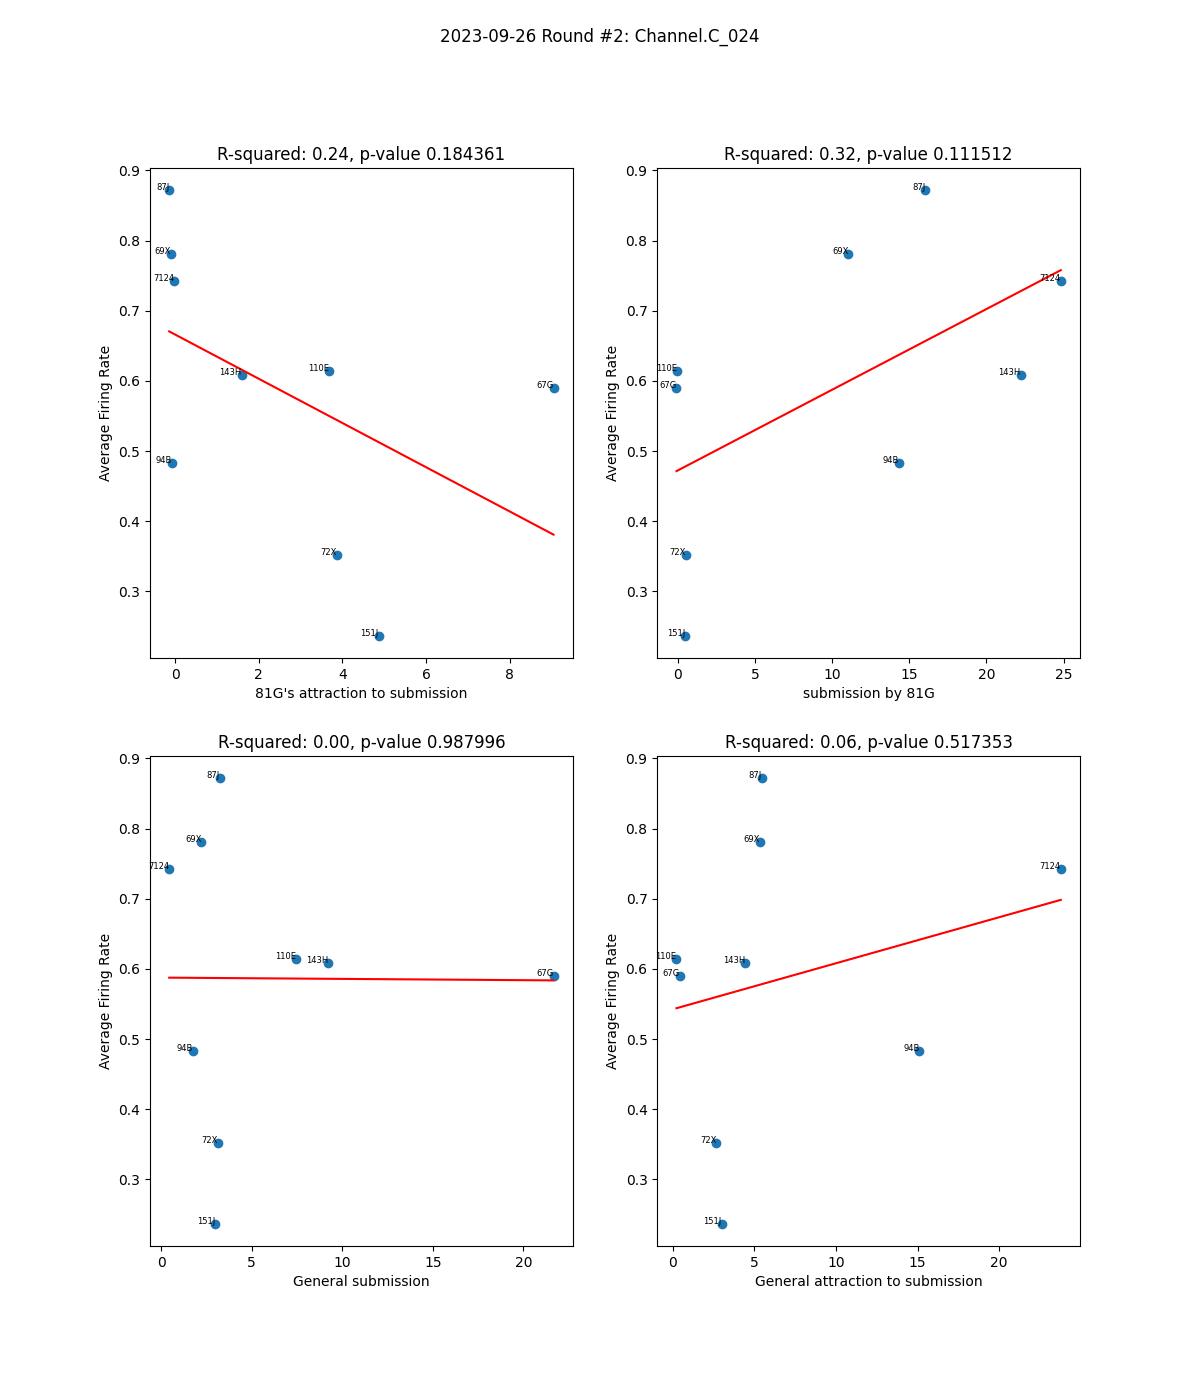 2023-09-26 Round #2: Channel.C_024
R-squared: 0.24, p-value 0.184361
0.9
0.8
0.7
0.6
0.5
0.4
0.3
Average Firing Rate
87J
69X
7124
143H
110E
67G
94B
72X
151J
0 2 4 6 8
81G's attraction to submission
R-squared: 0.32, p-value 0.111512
0.9
0.8
0.7
0.6
0.5
0.4
0.3
Average Firing Rate
87J
69X
7124
110E
143H
67G
94B
72X
151J
0 5 10 15 20 25
submission by 81G
R-squared: 0.00, p-value 0.987996
0.9
0.8
0.7
0.6
0.5
0.4
0.3
Average Firing Rate
87J
69X
7124
110E
143H
67G
94B
72X
151J
0 5 10 15 20
General submission
R-squared: 0.06, p-value 0.517353
0.9
0.8
0.7
0.6
0.5
0.4
0.3
Average Firing Rate
87J
69X
7124
110E
143H
67G
94B
72X
151J
0 5 10 15 20
General attraction to submission